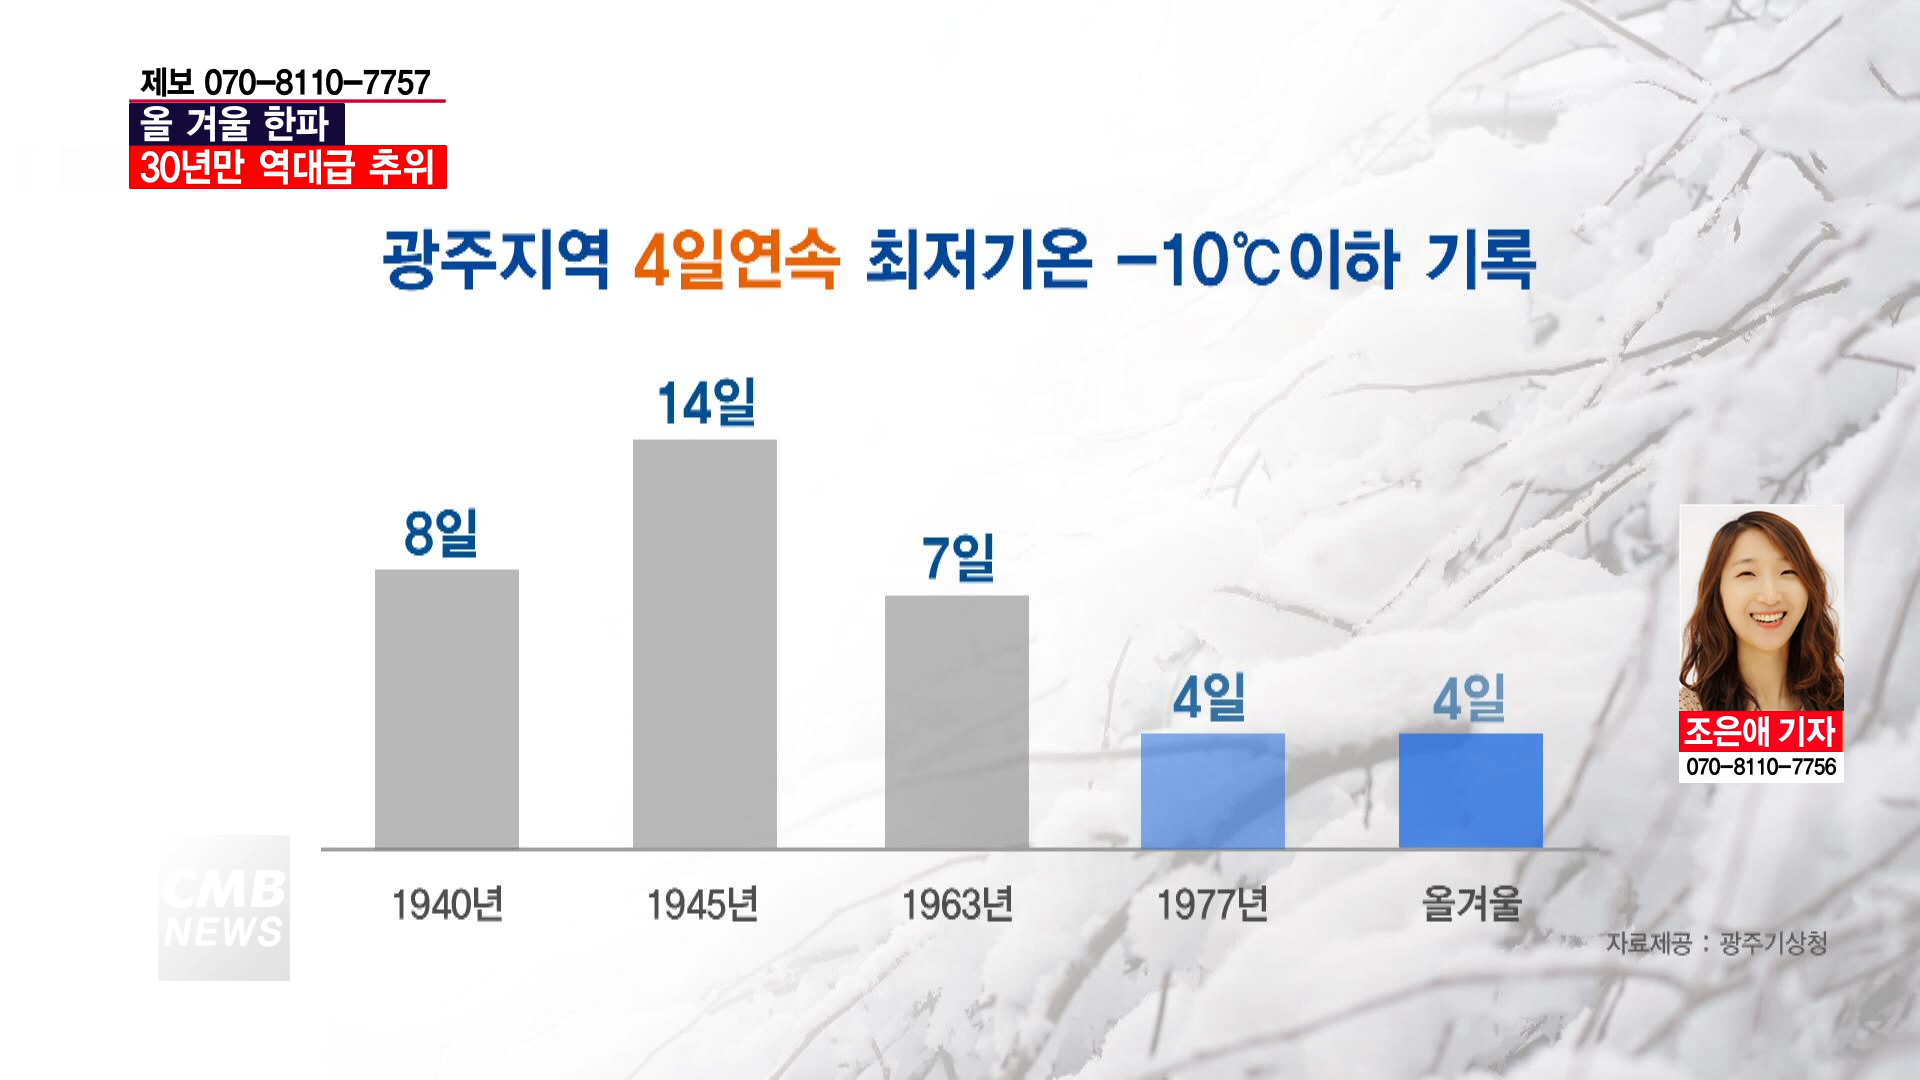 제보 070-8110-7757
올 겨울 한파
30년만 역대급 추위
광주지역 4일연속 최저기온 -10℃이하 기록
8일
14일
7일
4일
4일
1940년
1945년
1963년
1977년
올겨울
조은애 기자
070-8110-7756
CMB
NEWS
자료제공 : 광주기상청